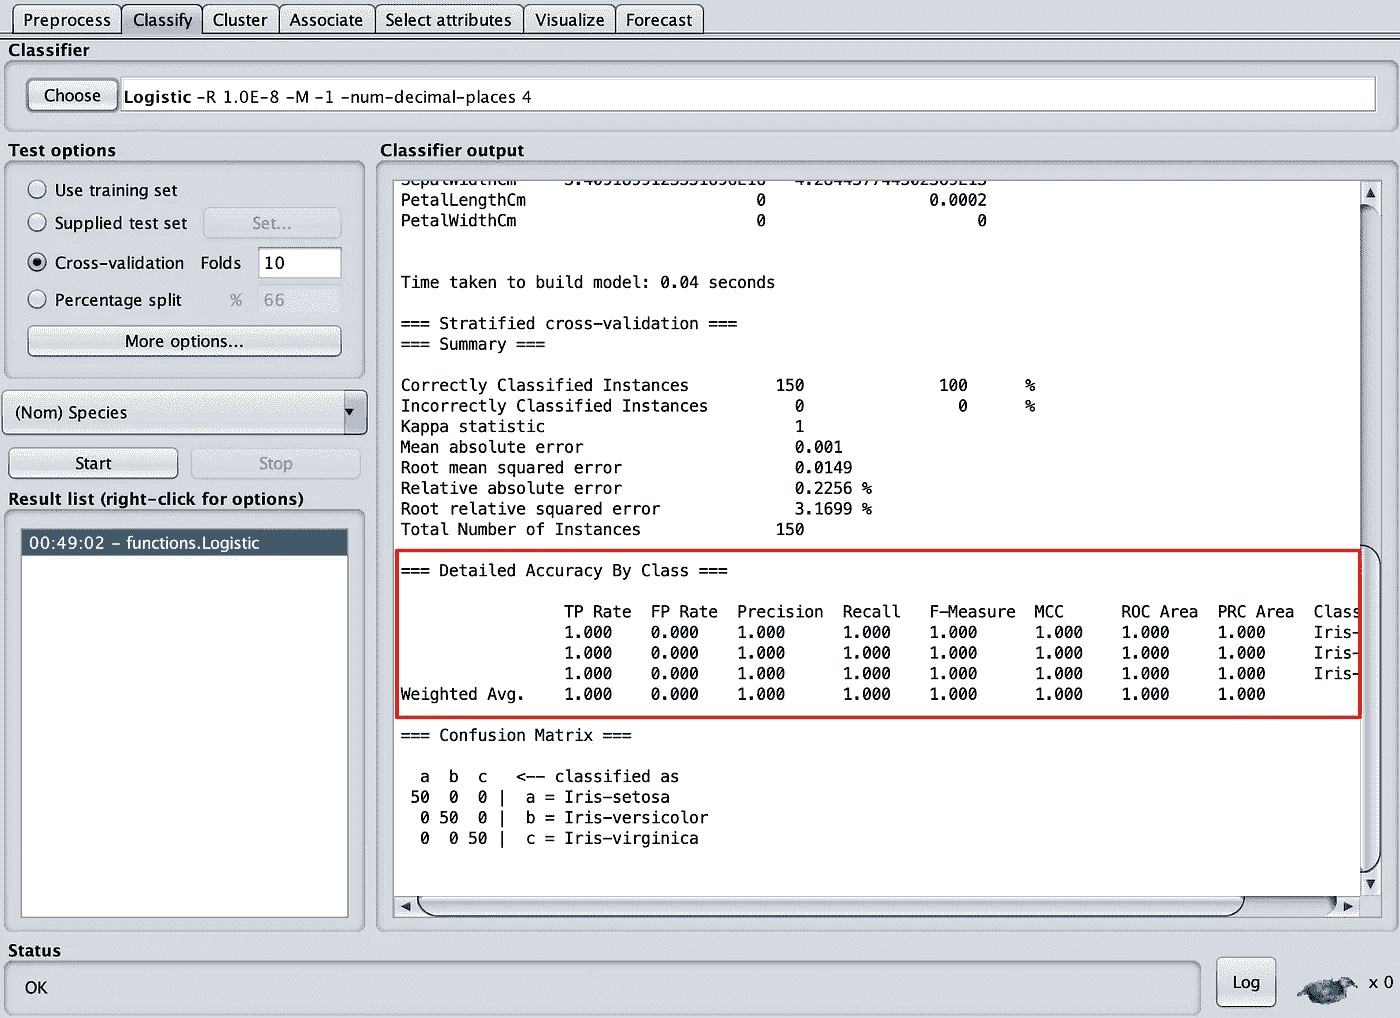 Preprocess Classify Cluster Associate Select attributes Visualize Forecast
Classifier
Choose Logistic -R 1.0E-8 -M -1 -num-decimal-places 4
Test options
Use training set
Supplied test set Set...
Cross-validation Folds 10
Percentage split % 66
More options...
(Nom) Species
Start Stop
Result list (right-click for options)
00:49:02 - functions.Logistic
Classifier output
PetalLengthCm 0 0.0002
PetalWidthCm 0 0
Time taken to build model: 0.04 seconds
=== Stratified cross-validation ===
=== Summary ===
Correctly Classified Instances 150 100 %
Incorrectly Classified Instances 0 0 %
Kappa statistic 1
Mean absolute error 0.001
Root mean squared error 0.0149
Relative absolute error 0.2256 %
Root relative squared error 3.1699 %
Total Number of Instances 150
=== Detailed Accuracy By Class ===
TP Rate FP Rate Precision Recall F-Measure MCC ROC Area PRC Area Class
1.000 0.000 1.000 1.000 1.000 1.000 1.000 1.000 Iris-
1.000 0.000 1.000 1.000 1.000 1.000 1.000 1.000 Iris-
1.000 0.000 1.000 1.000 1.000 1.000 1.000 1.000 Iris-
Weighted Avg. 1.000 0.000 1.000 1.000 1.000 1.000 1.000 1.000
=== Confusion Matrix ===
a b c <-- classified as
50 0 0 | a = Iris-setosa
0 50 0 | b = Iris-versicolor
0 0 50 | c = Iris-virginica
Status
OK
Log x 0